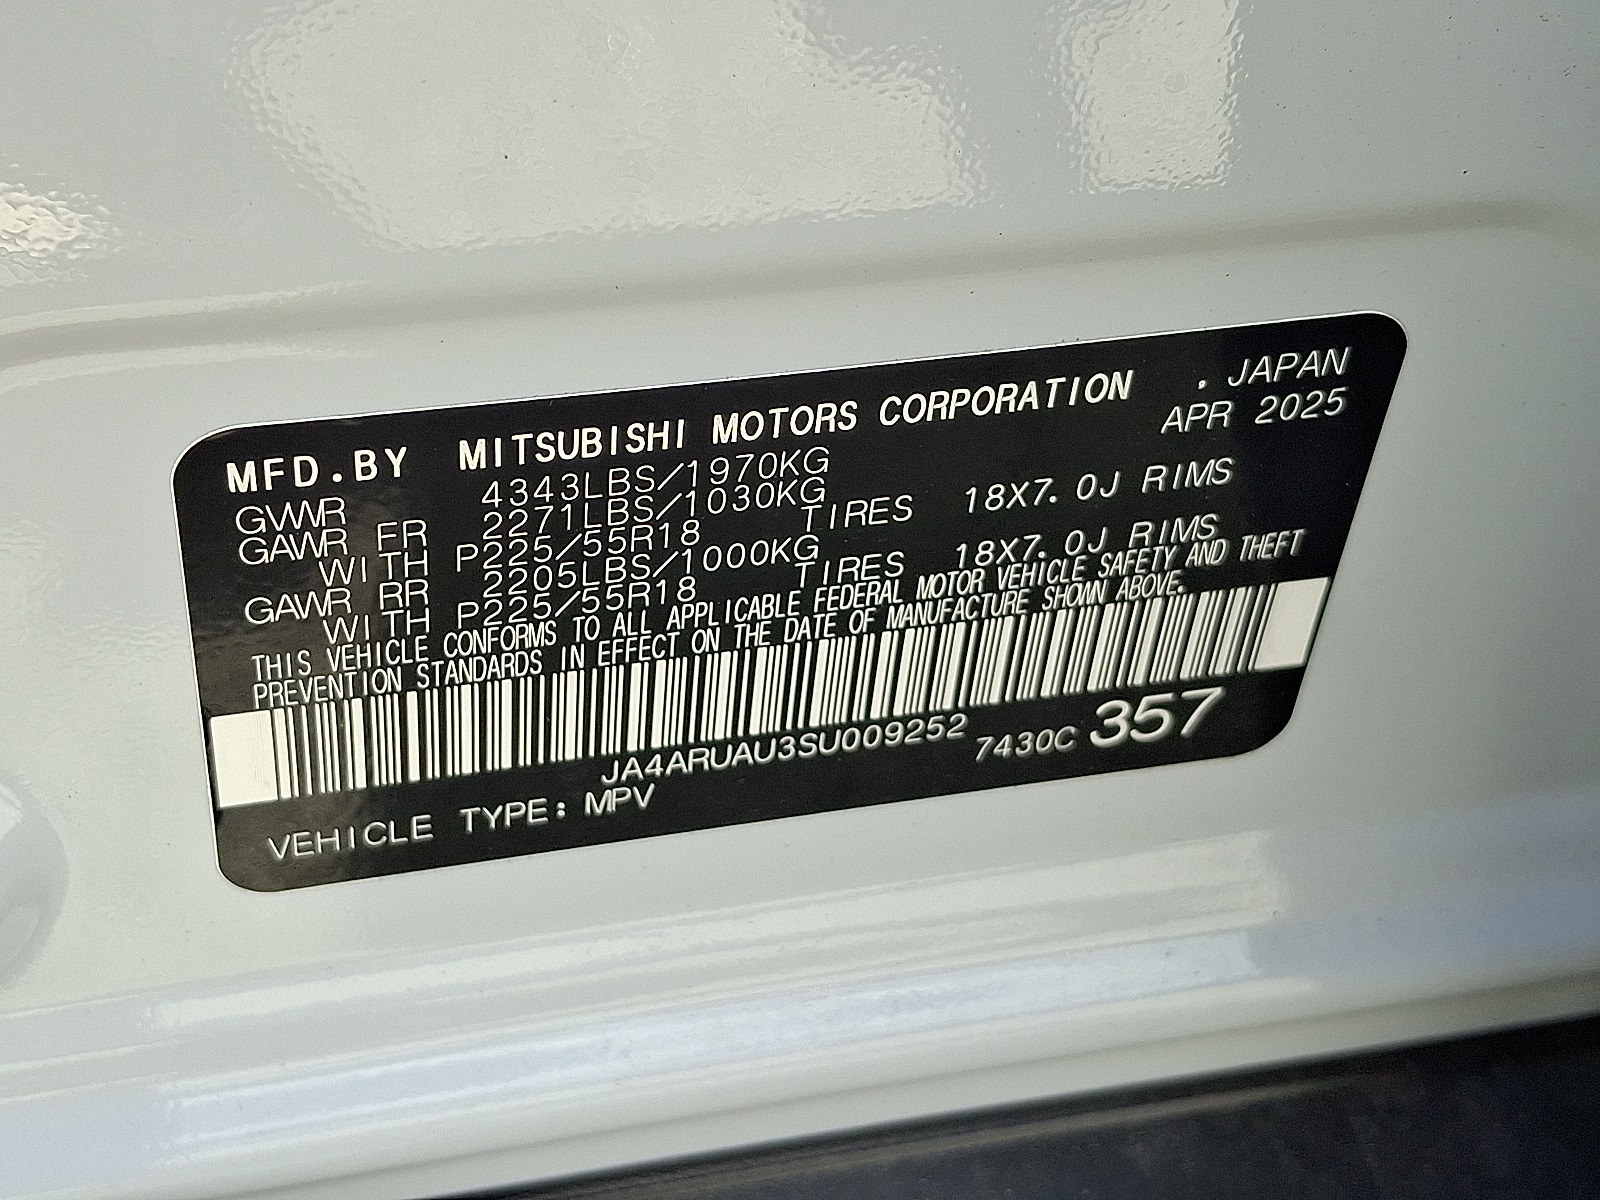 MFD.BY MITSUBISHI MOTORS CORPORATION . JAPAN
APR 2025
GVWR 4343LBS/1970KG
GAWR FR 2271LBS/1030KG
WITH P225/55R18 TIRES 18X7.0J RIMS
GAWR RR 2205LBS/1000KG
WITH P225/55R18 TIRES 18X7.0J RIMS
THIS VEHICLE CONFORMS TO ALL APPLICABLE FEDERAL MOTOR VEHICLE SAFETY AND THEFT
PREVENTION STANDARDS IN EFFECT ON THE DATE OF MANUFACTURE SHOWN ABOVE.
JA4ARUAU3SU009252 7430C 357
VEHICLE TYPE: MPV